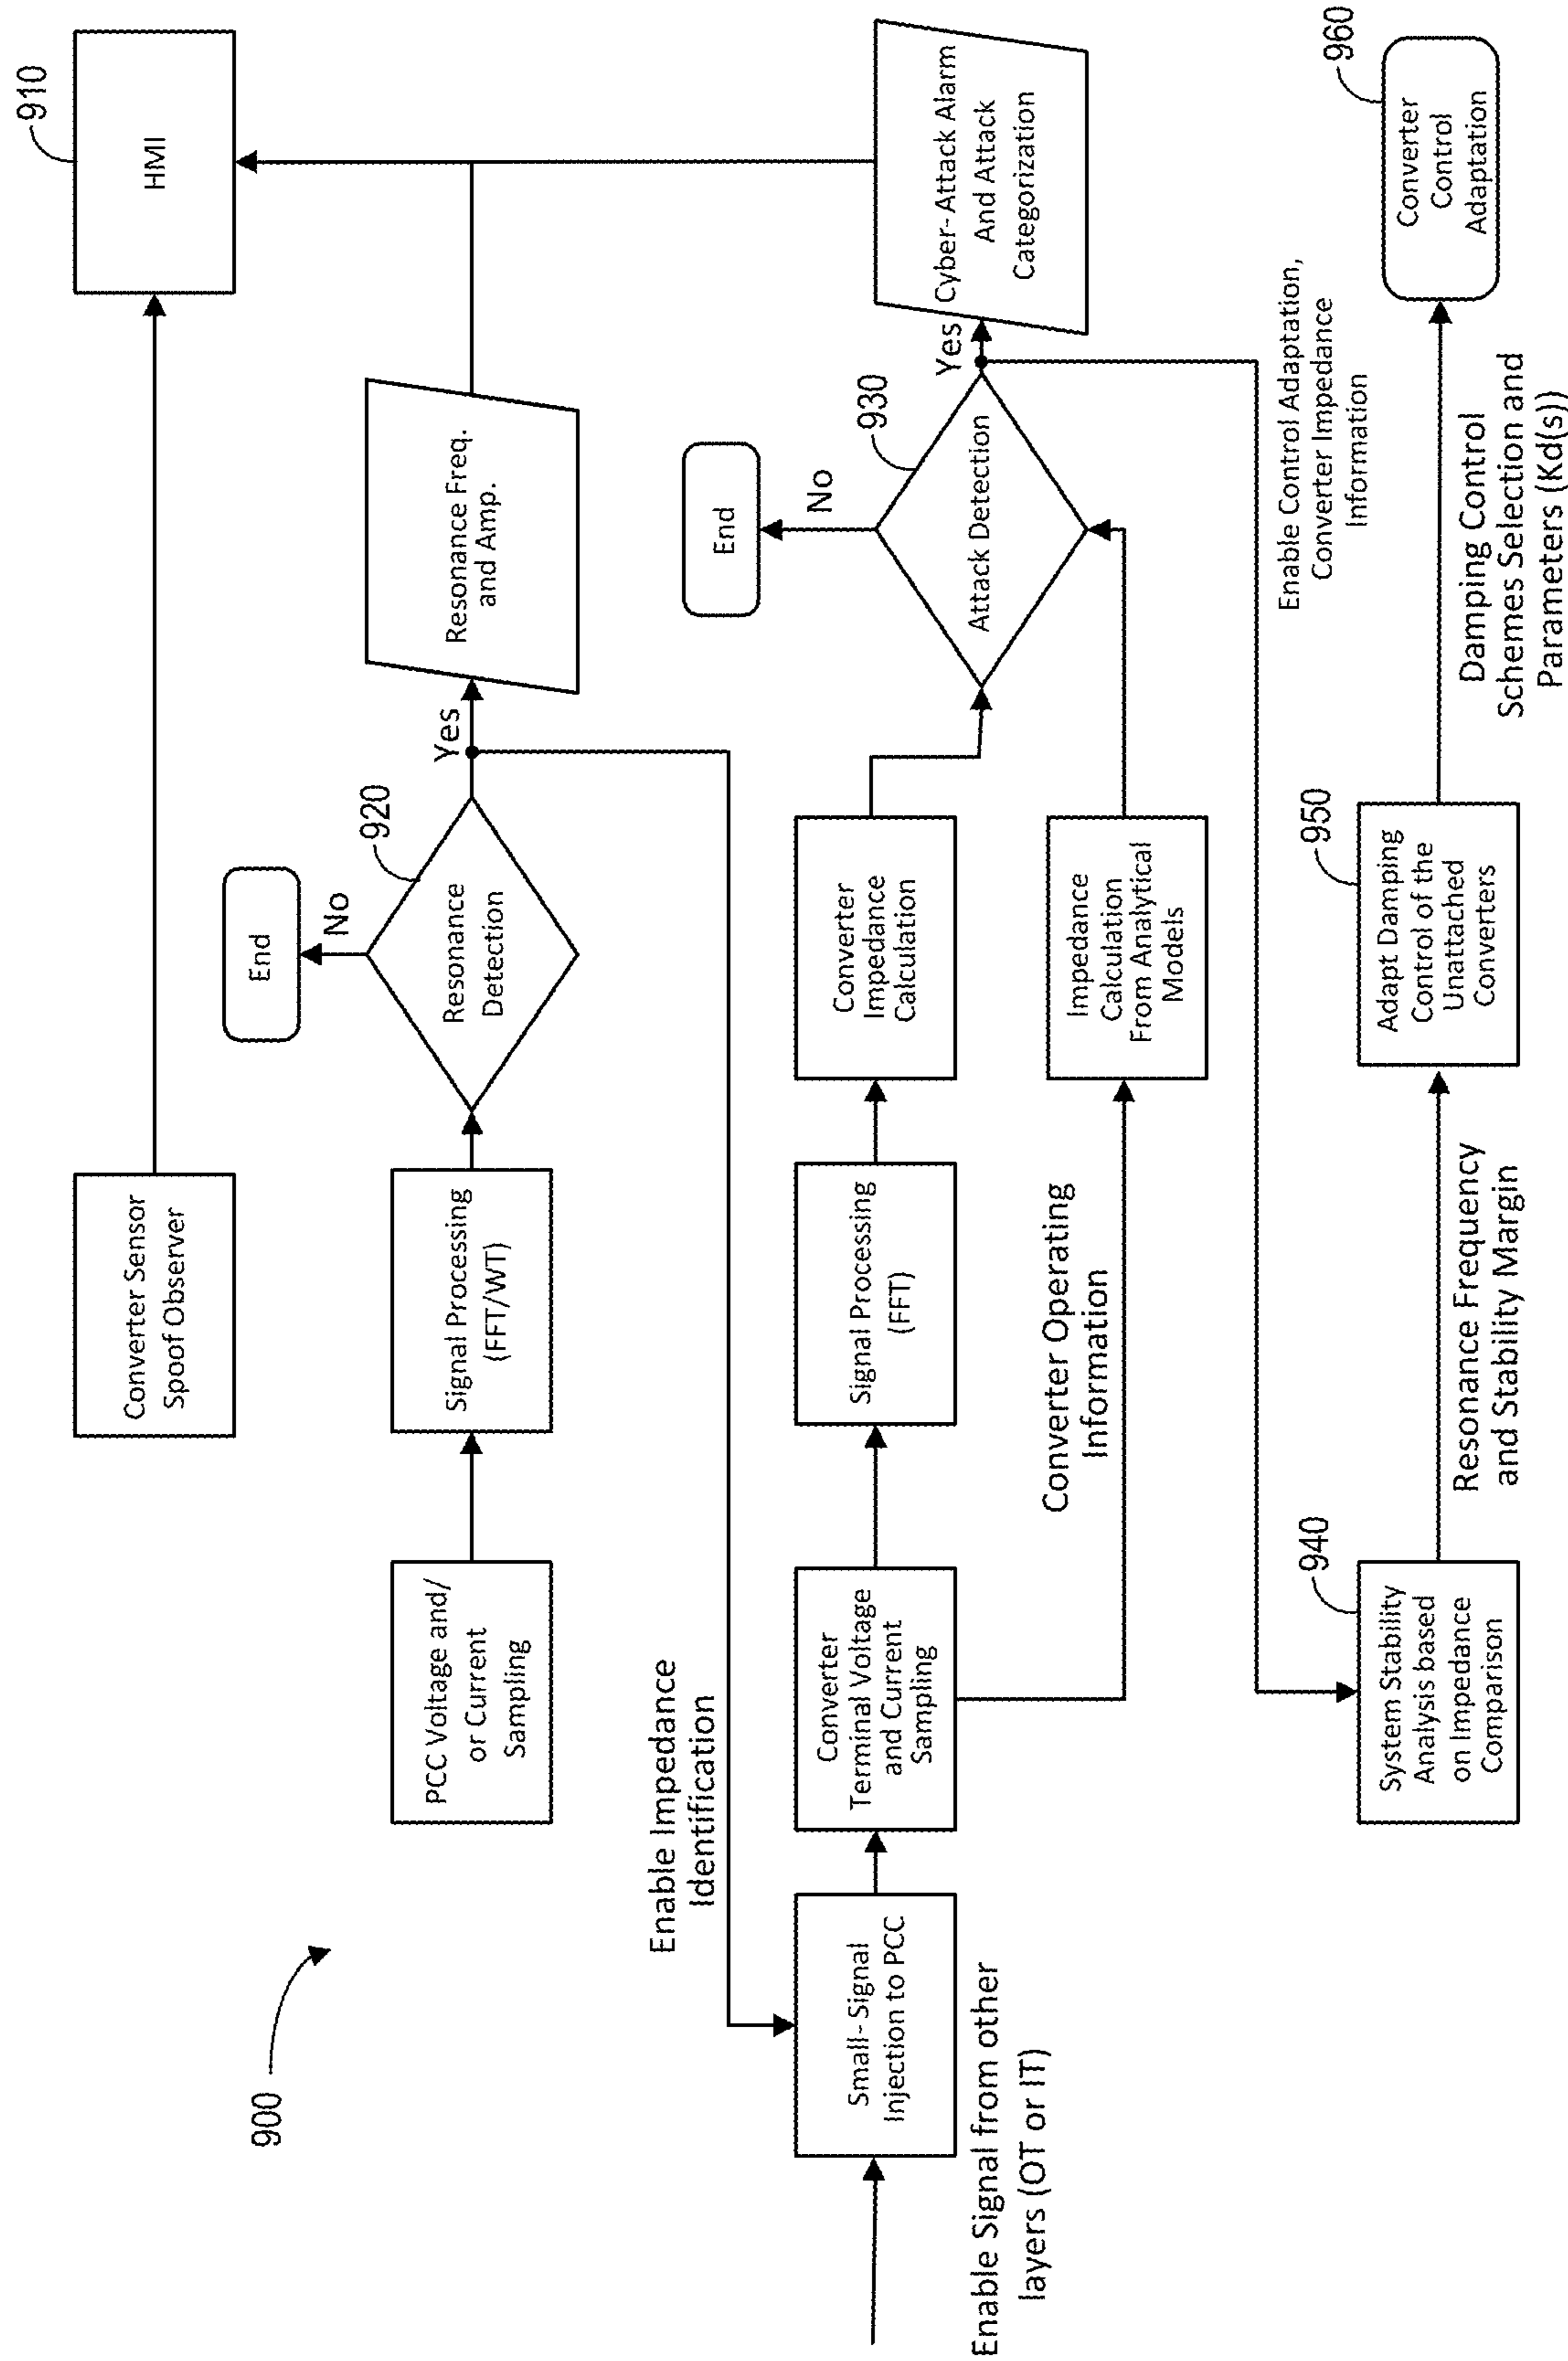 900
Converter Sensor
Spoof Observer
HMI
910
PCC Voltage and/
or Current
Sampling
Signal Processing
(FFT/WT)
End
No
Resonance
Detection
920
Yes
Resonance Freq.
and Amp.
Enable Impedance
Identification
Enable Signal from other
layers (OT or IT)
Small- Signal
Injection to PCC
Converter
Terminal Voltage
and Current
Sampling
Signal Processing
(FFT)
Converter
Impedance
Calculation
Converter Operating
Information
Impedance
Calculation
From Analytical
Models
End
No
Attack Detection
930
Yes
Cyber-Attack Alarm
And Attack
Categorization
Enable Control Adaptation,
Converter Impedance
Information
System Stability
Analysis based
on Impedance
Comparison
940
Resonance Frequency
and Stability Margin
Adapt Damping
Control of the
Unattached
Converters
950
Damping Control
Schemes Selection and
Parameters (Kd(s))
Converter
Control
Adaptation
960